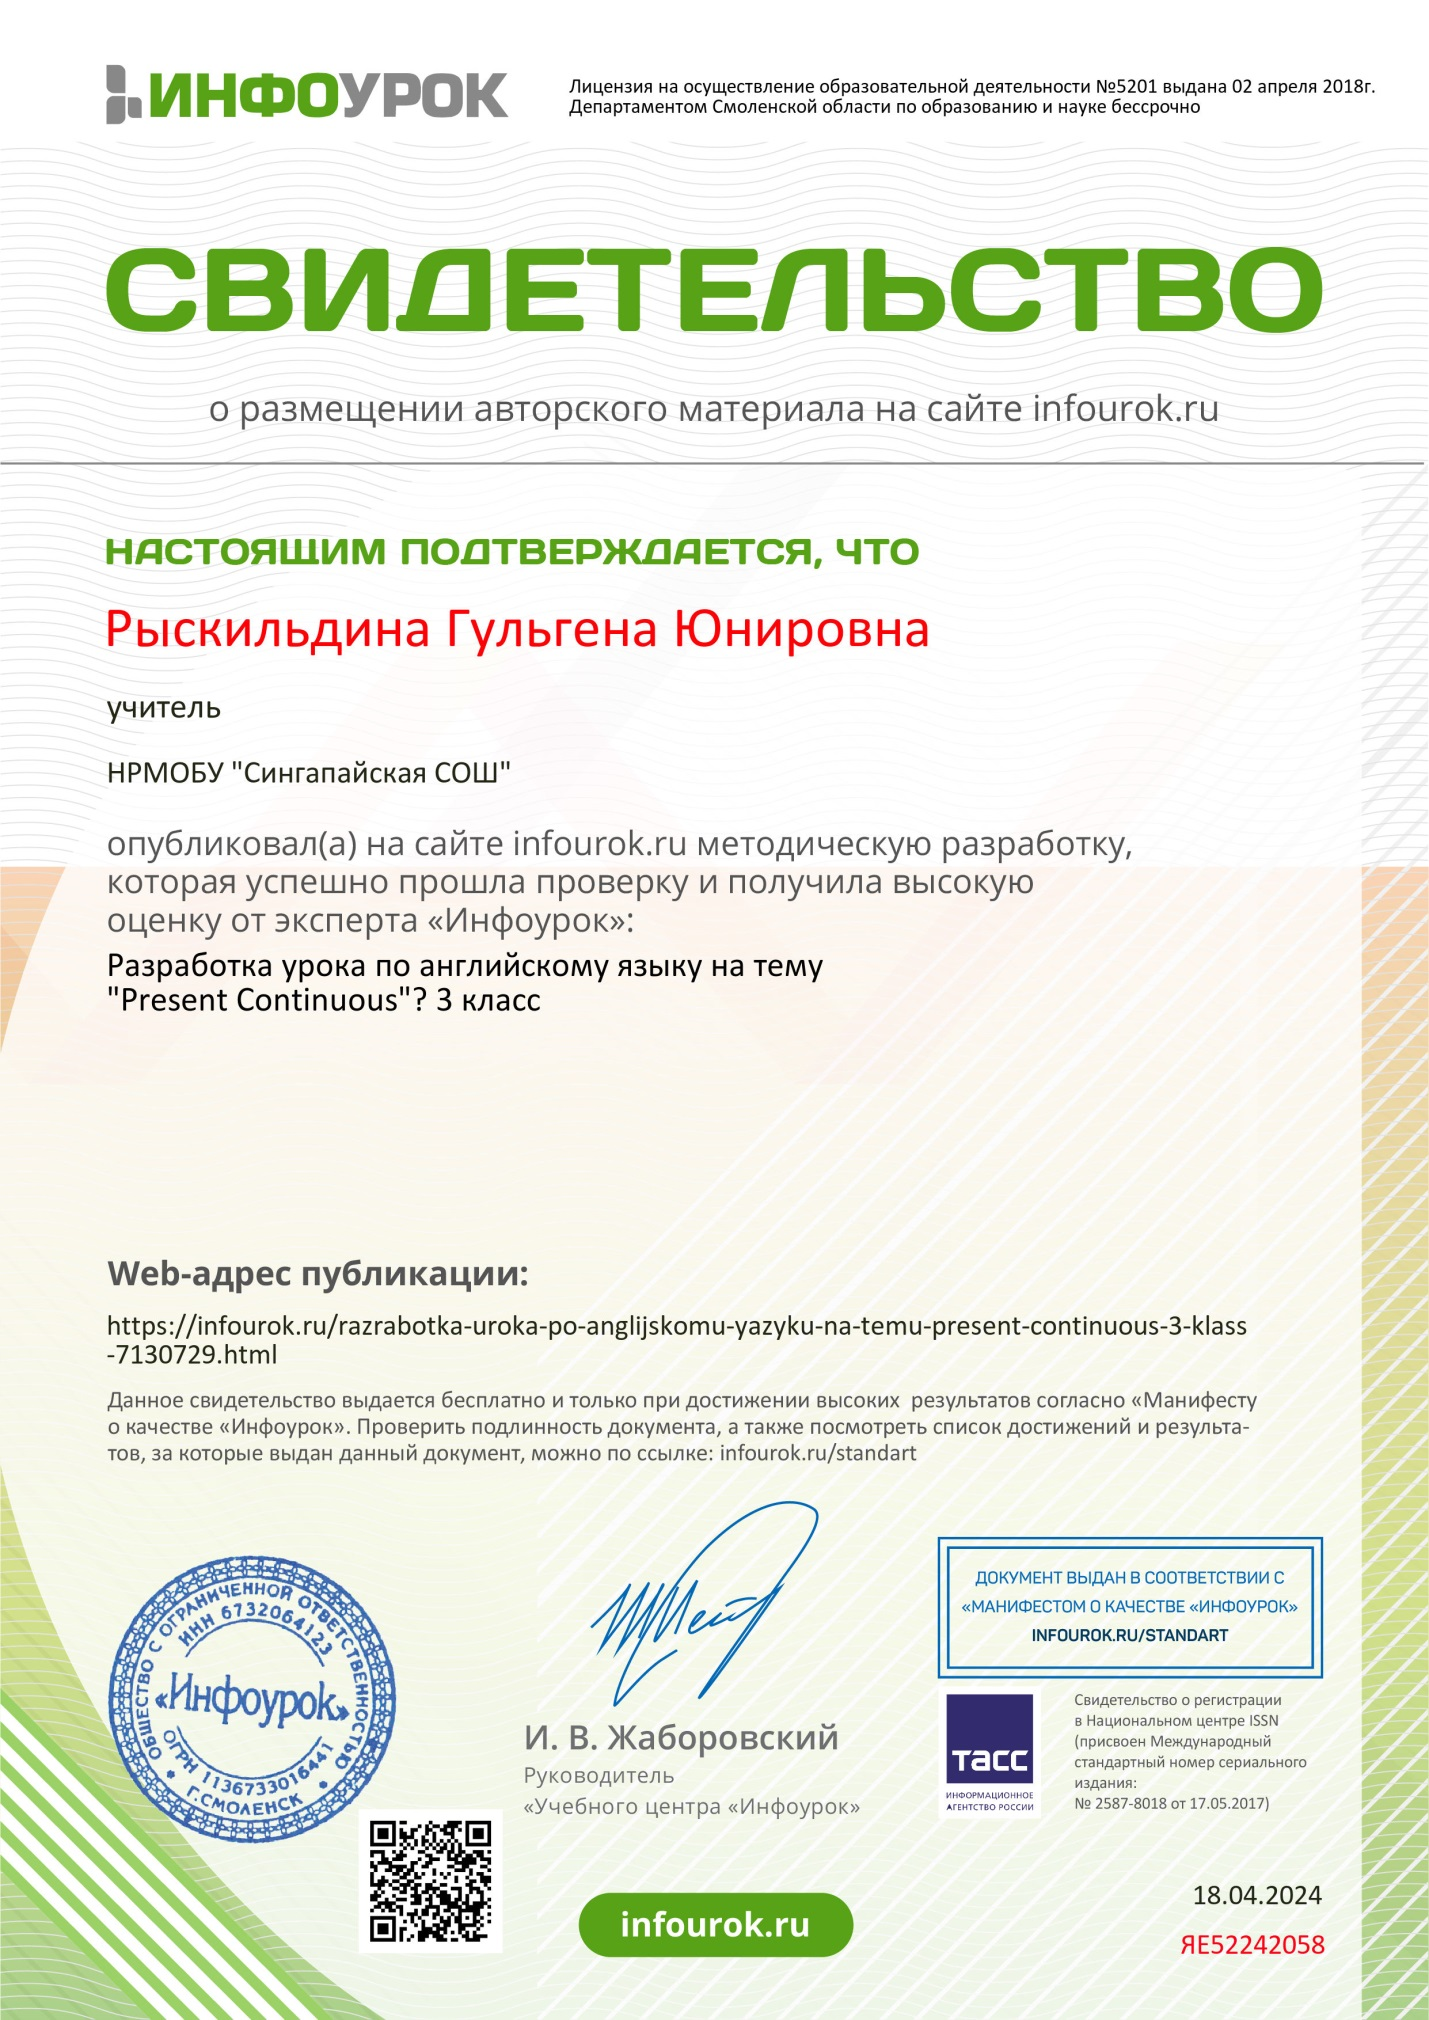 ИНФОУРОК
Лицензия на осуществление образовательной деятельности №5201 выдана 02 апреля 2018г.
Департаментом Смоленской области по образованию и науке бессрочно
СВИДЕТЕЛЬСТВО
о размещении авторского материала на сайте infourok.ru
НАСТОЯЩИМ ПОДТВЕРЖДАЕТСЯ, ЧТО
Рыскильдина Гульгена Юнировна
учитель
НРМОБУ "Сингапайская СОШ"
опубликовал(а) на сайте infourok.ru методическую разработку,
которая успешно прошла проверку и получила высокую
оценку от эксперта «Инфоурок»:
Разработка урока по английскому языку на тему
"Present Continuous"? 3 класс
Web-адрес публикации:
https://infourok.ru/razrabotka-uroka-po-anglijskomu-yazyku-na-temu-present-continuous-3-klass
-7130729.html
Данное свидетельство выдается бесплатно и только при достижении высоких  результатов согласно «Манифесту
о качестве «Инфоурок». Проверить подлинность документа, а также посмотреть список достижений и результа-
тов, за которые выдан данный документ, можно по ссылке: infourok.ru/standart
ОБЩЕСТВО С ОГРАНИЧЕННОЙ ОТВЕТСТВЕННОСТЬЮ
ИНН 6732064123
«Инфоурок»
ОГРН 1136733016441
Г.СМОЛЕНСК
И. В. Жаборовский
Руководитель
«Учебного центра «Инфоурок»
ДОКУМЕНТ ВЫДАН В СООТВЕТСТВИИ С
«МАНИФЕСТОМ О КАЧЕСТВЕ «ИНФОУРОК»
INFOUROK.RU/STANDART
ТАСС
ИНФОРМАЦИОННОЕ
АГЕНТСТВО РОССИИ
Свидетельство о регистрации
в Национальном центре ISSN
(присвоен Международный
стандартный номер сериального
издания:
№ 2587-8018 от 17.05.2017)
infourok.ru
18.04.2024
ЯЕ52242058